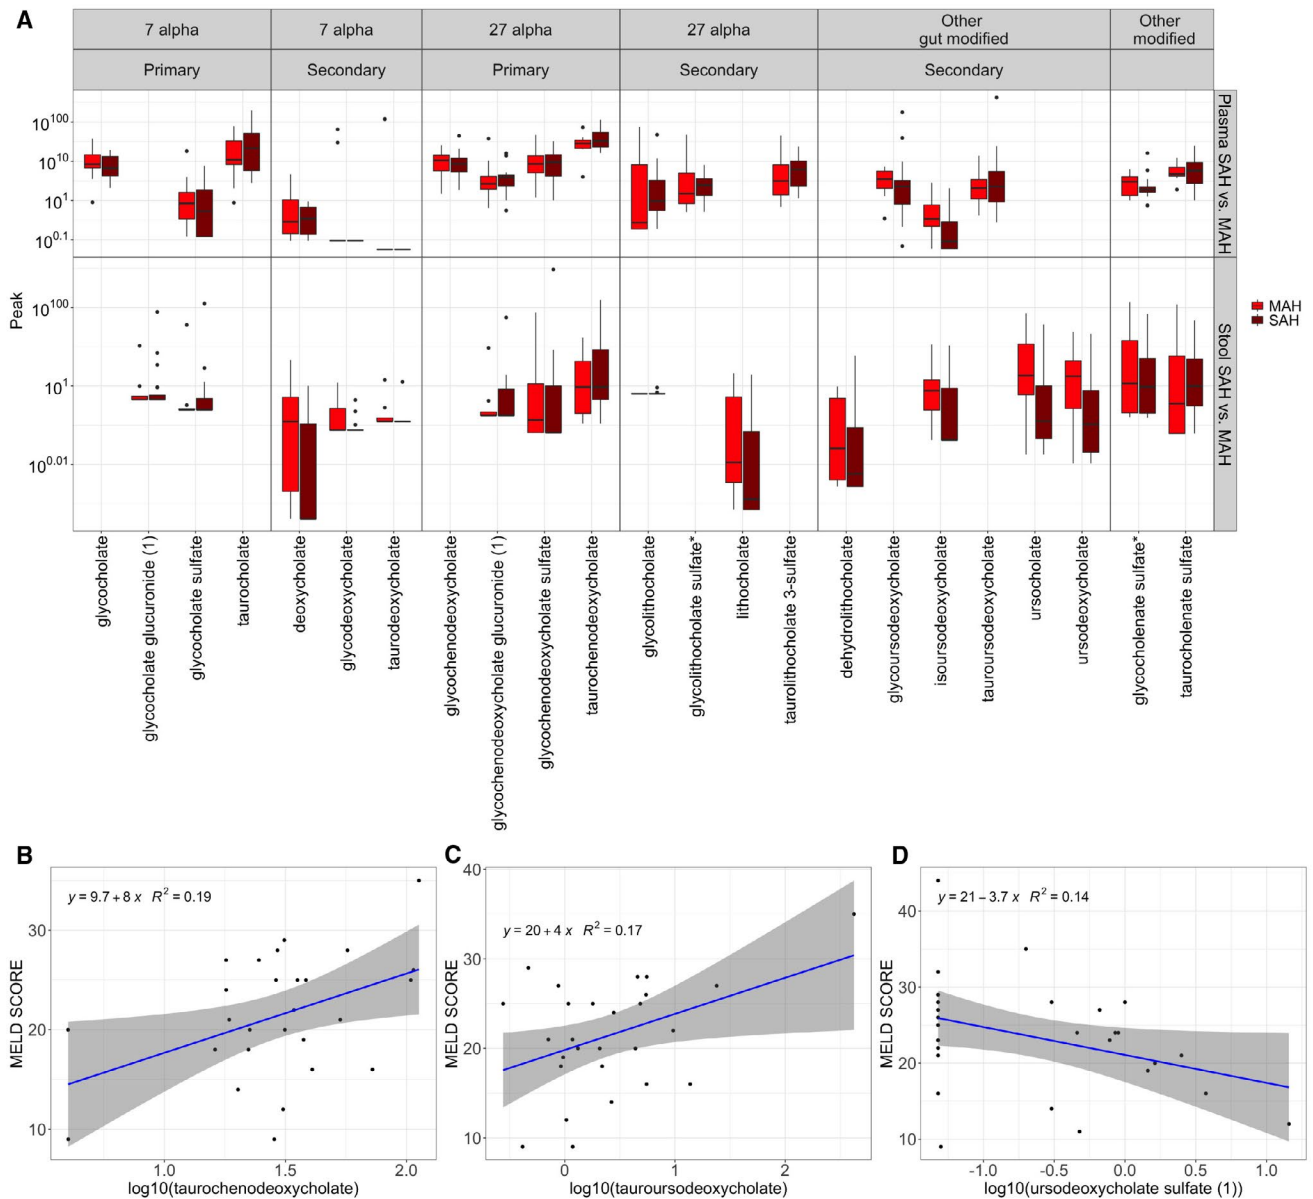 A
7 alpha
7 alpha
27 alpha
27 alpha
Other
gut modified
Other
modified
Primary
Secondary
Primary
Secondary
Secondary
Peak
10^100
10^10
10^1
10^0.1
Plasma SAH vs. MAH
10^100
10^1
10^0.01
Stool SAH vs. MAH
MAH
SAH
glycocholate
glycocholate glucuronide (1)
glycocholate sulfate
taurocholate
deoxycholate
glycodeoxycholate
taurodeoxycholate
glycochenodeoxycholate
glycochenodeoxycholate glucuronide (1)
glycochenodeoxycholate sulfate
taurochenodeoxycholate
glycolithocholate
glycolithocholate sulfate*
lithocholate
taurolithocholate 3-sulfate
dehydrolithocholate
glycoursodeoxycholate
isoursodeoxycholate
tauroursodeoxycholate
ursocholate
ursodeoxycholate
glycocholenate sulfate*
taurocholenate sulfate
B
y = 9.7 + 8 x R² = 0.19
MELD SCORE
30
20
10
1.0 1.5 2.0
log10(taurochenodeoxycholate)
C
y = 20 + 4 x R² = 0.17
MELD SCORE
40
30
20
10
0 1 2
log10(tauroursodeoxycholate)
D
y = 21 − 3.7 x R² = 0.14
MELD SCORE
40
30
20
10
-1.0 -0.5 0.0 0.5 1.0
log10(ursodeoxycholate sulfate (1))